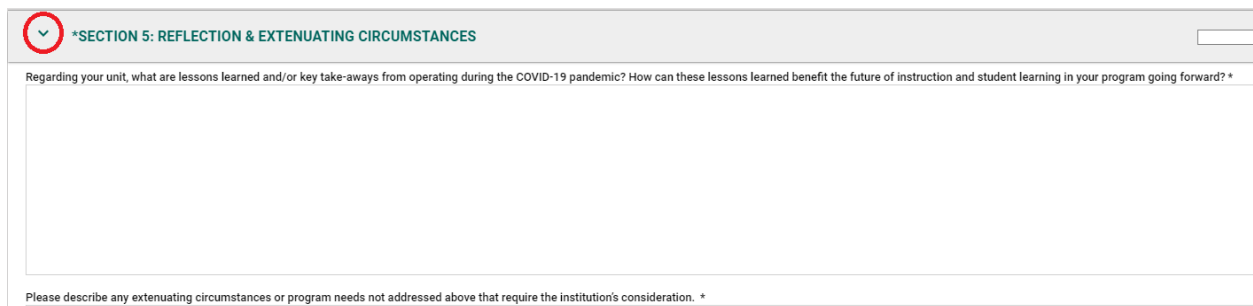 *SECTION 5: REFLECTION & EXTENUATING CIRCUMSTANCES
Regarding your unit, what are lessons learned and/or key take-aways from operating during the COVID-19 pandemic? How can these lessons learned benefit the future of instruction and student learning in your program going forward? *
Please describe any extenuating circumstances or program needs not addressed above that require the institution's consideration. *